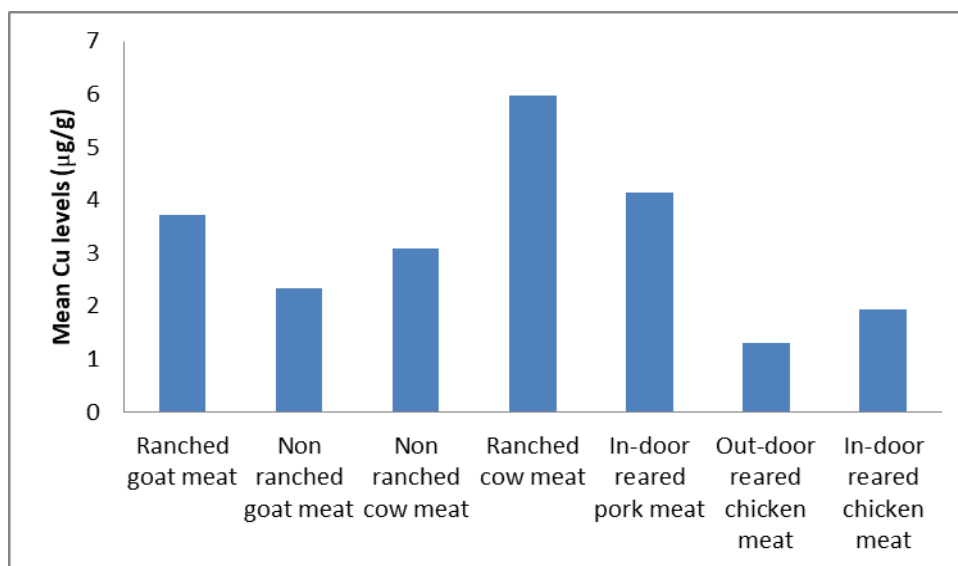 7
6
5
4
3
2
1
0
Mean Cu levels (µg/g)
Ranched
goat meat
Non
ranched
goat meat
Non
ranched
cow meat
Ranched
cow meat
In-door
reared
pork meat
Out-door
reared
chicken
meat
In-door
reared
chicken
meat